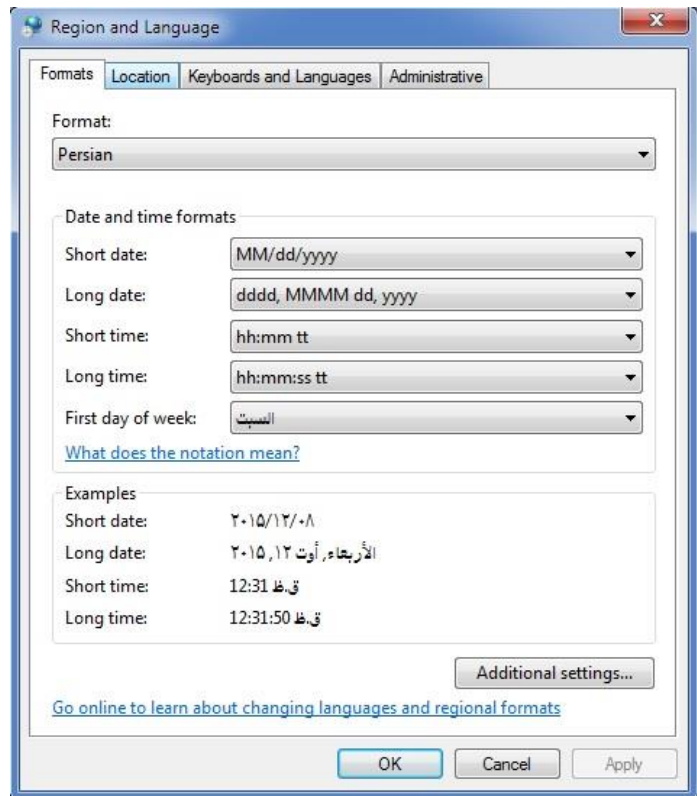 Region and Language
Formats Location Keyboards and Languages Administrative
Format:
Persian
Date and time formats
Short date: MM/dd/yyyy
Long date: dddd, MMMM dd, yyyy
Short time: hh:mm tt
Long time: hh:mm:ss tt
First day of week: السبت
What does the notation mean?
Examples
Short date: ۲۰۱۵/۱۲/۰۸
Long date: الأربعاء, أوت ۱۲, ۲۰۱۵
Short time: 12:31 ق.ظ
Long time: 12:31:50 ق.ظ
Additional settings...
Go online to learn about changing languages and regional formats
OK Cancel Apply